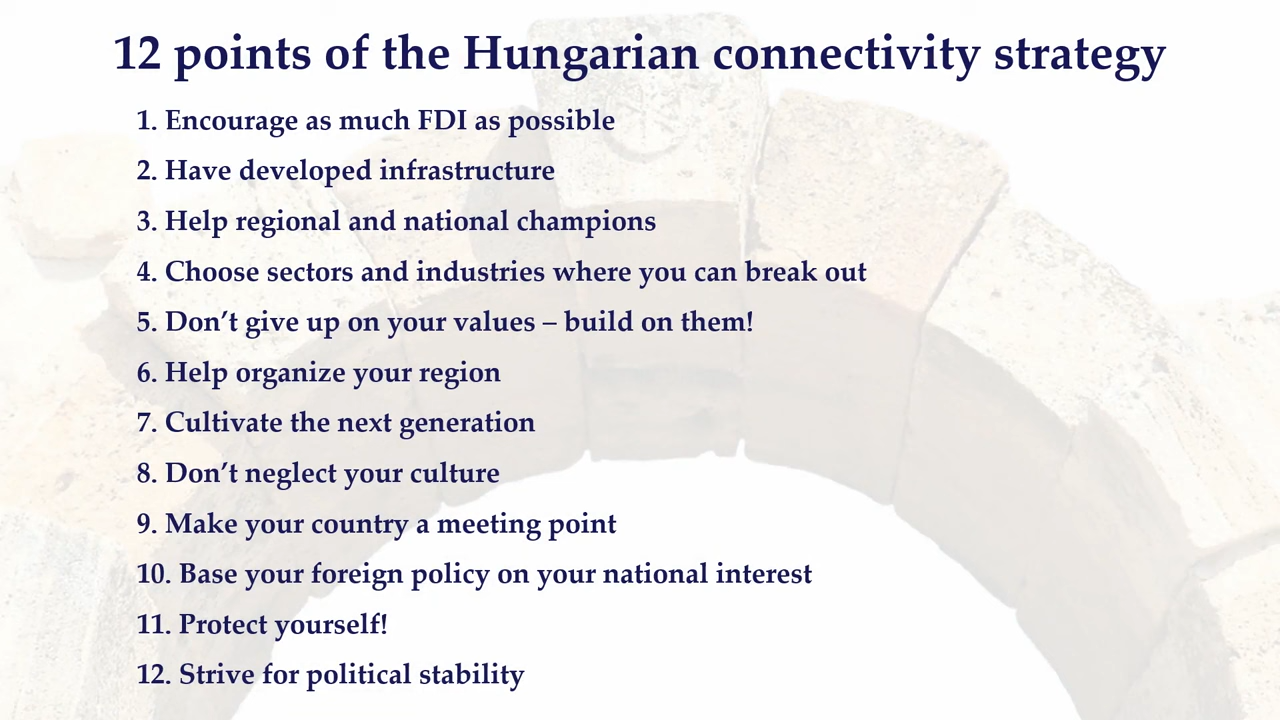 12 points of the Hungarian connectivity strategy
1. Encourage as much FDI as possible
2. Have developed infrastructure
3. Help regional and national champions
4. Choose sectors and industries where you can break out
5. Don’t give up on your values – build on them!
6. Help organize your region
7. Cultivate the next generation
8. Don’t neglect your culture
9. Make your country a meeting point
10. Base your foreign policy on your national interest
11. Protect yourself!
12. Strive for political stability